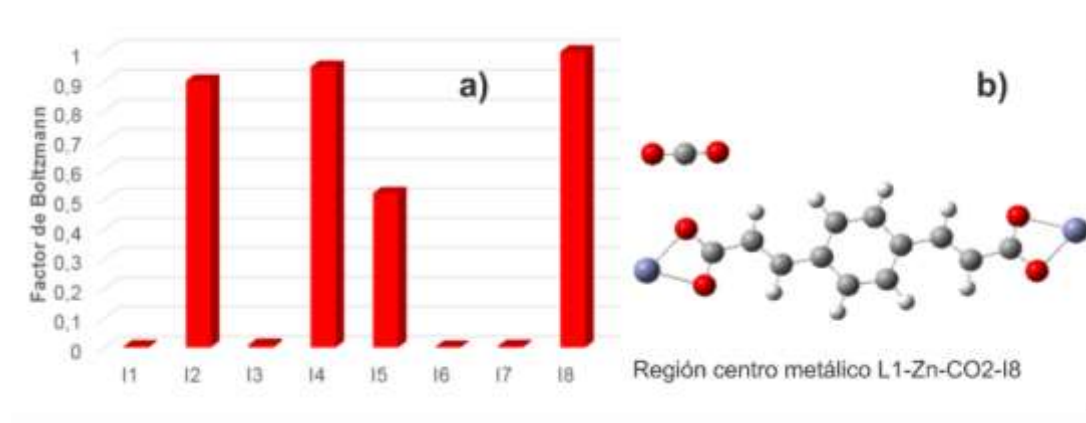 a)
Factor de Boltzmann
1
0,9
0,8
0,7
0,6
0,5
0,4
0,3
0,2
0,1
0
I1 I2 I3 I4 I5 I6 I7 I8
b)
Región centro metálico L1-Zn-CO2-I8